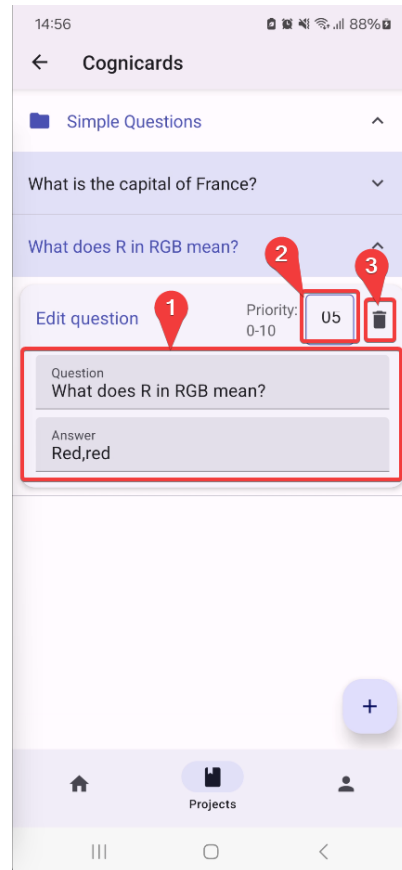 14:56
88%
Cognicards
Simple Questions
What is the capital of France?
What does R in RGB mean?
2
3
1
Edit question
Priority:
0-10
05
Question
What does R in RGB mean?
Answer
Red,red
+
Projects